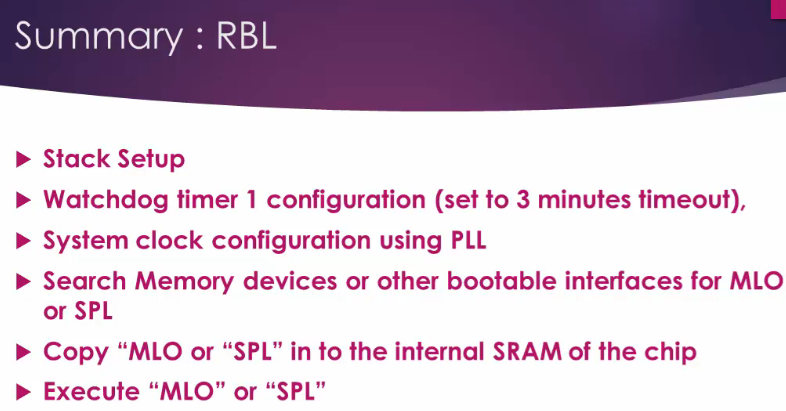 Summary : RBL
Stack Setup
Watchdog timer 1 configuration (set to 3 minutes timeout),
System clock configuration using PLL
Search Memory devices or other bootable interfaces for MLO
or SPL
Copy “MLO or “SPL” in to the internal SRAM of the chip
Execute “MLO” or “SPL”